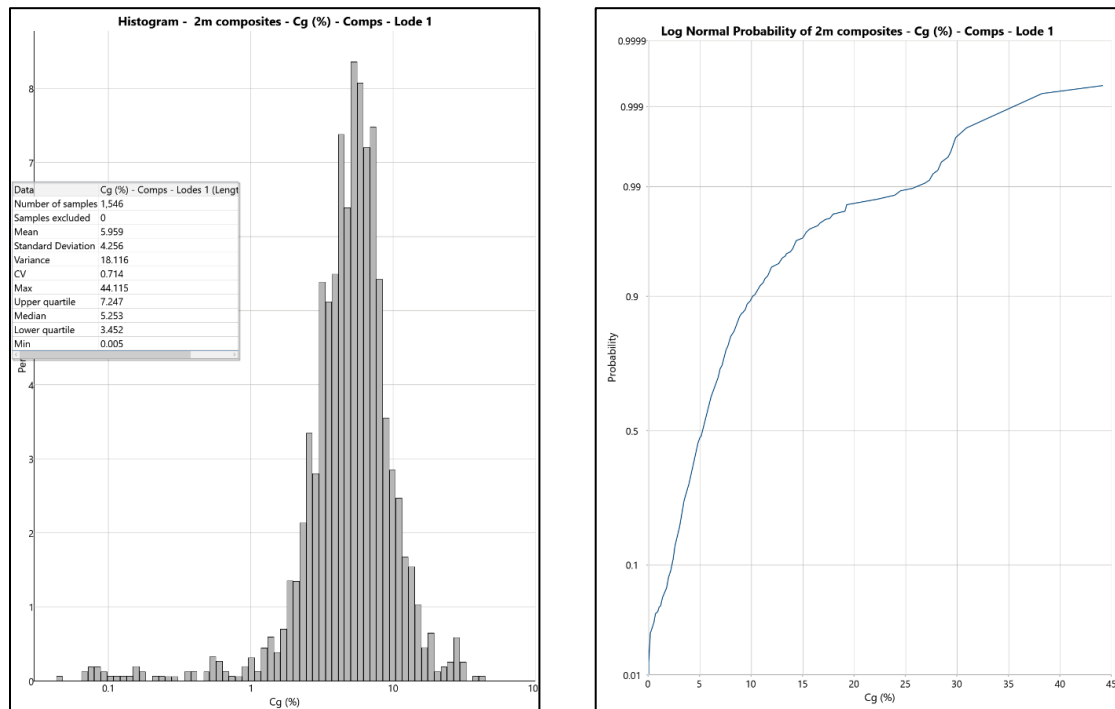 Histogram - 2m composites - Cg (%) - Comps - Lode 1
8
7
Data Cg (%) - Comps - Lodes 1 (Lengt
Number of samples 1,546
Samples excluded 0
Mean 5.959
Standard Deviation 4.256
Variance 18.116
CV 0.714
Max 44.115
Upper quartile 7.247
Median 5.253
Lower quartile 3.452
Min 0.005
Per
4
3
2
1
0
0.1 1 10 10
Cg (%)
Log Normal Probability of 2m composites - Cg (%) - Comps - Lode 1
0.9999
0.999
0.99
0.9
Probability
0.5
0.1
0.01
0 5 10 15 20 25 30 35 40 45
Cg (%)